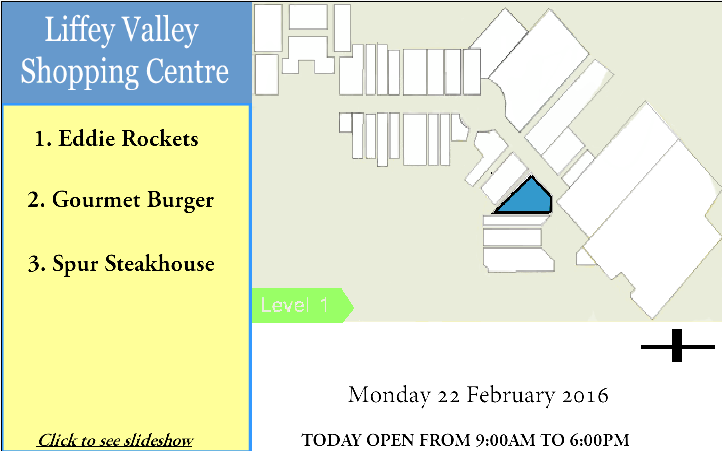 Liffey Valley
Shopping Centre
1. Eddie Rockets
2. Gourmet Burger
3. Spur Steakhouse
Click to see slideshow
Level 1
Monday 22 February 2016
TODAY OPEN FROM 9:00AM TO 6:00PM